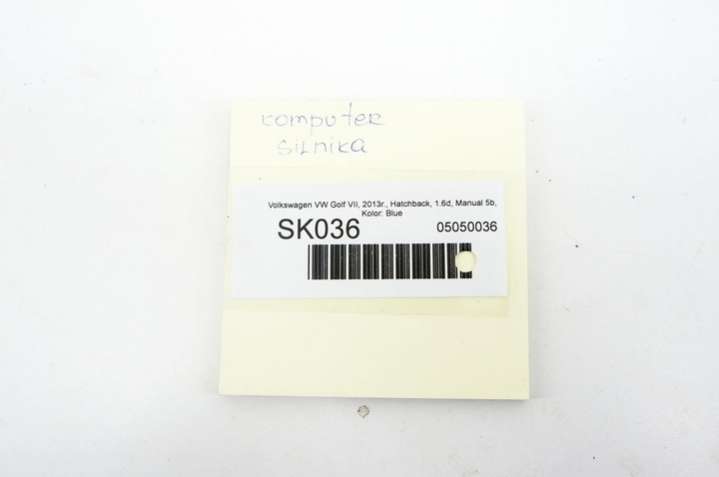 komputer
silnika
Volkswagen VW Golf VII, 2013r., Hatchback, 1.6d, Manual 5b,
Kolor: Blue
SK036 05050036